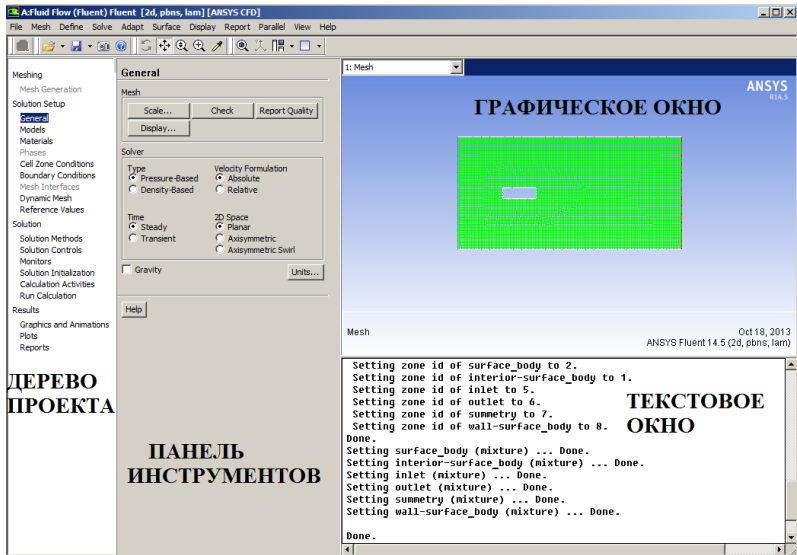 A:Fluid Flow (Fluent) Fluent [2d, pbns, lam] [ANSYS CFD]
File Mesh Define Solve Adapt Surface Display Report Parallel View Help
Meshing
Mesh Generation
Solution Setup
General
Models
Materials
Phases
Cell Zone Conditions
Boundary Conditions
Mesh Interfaces
Dynamic Mesh
Reference Values
Solution
Solution Methods
Solution Controls
Monitors
Solution Initialization
Calculation Activities
Run Calculation
Results
Graphics and Animations
Plots
Reports
ДЕРЕВО
ПРОЕКТА
General
Mesh
Scale... Check Report Quality
Display...
Solver
Type Velocity Formulation
Pressure-Based Absolute
Density-Based Relative
Time 2D Space
Steady Planar
Transient Axisymmetric
Axisymmetric Swirl
Gravity Units...
Help
ПАНЕЛЬ
ИНСТРУМЕНТОВ
1: Mesh
ANSYS
R14.5
ГРАФИЧЕСКОЕ ОКНО
Mesh Oct 18, 2013
ANSYS Fluent 14.5 (2d, pbns, lam)
Setting zone id of surface_body to 2.
Setting zone id of interior-surface_body to 1.
Setting zone id of inlet to 5.
Setting zone id of outlet to 6.
Setting zone id of summetry to 7.
Setting zone id of wall-surface_body to 8.
Done.
Setting surface_body (mixture) ... Done.
Setting interior-surface_body (mixture) ... Done.
Setting inlet (mixture) ... Done.
Setting outlet (mixture) ... Done.
Setting summetry (mixture) ... Done.
Setting wall-surface_body (mixture) ... Done.
Done.
ТЕКСТОВОЕ
ОКНО